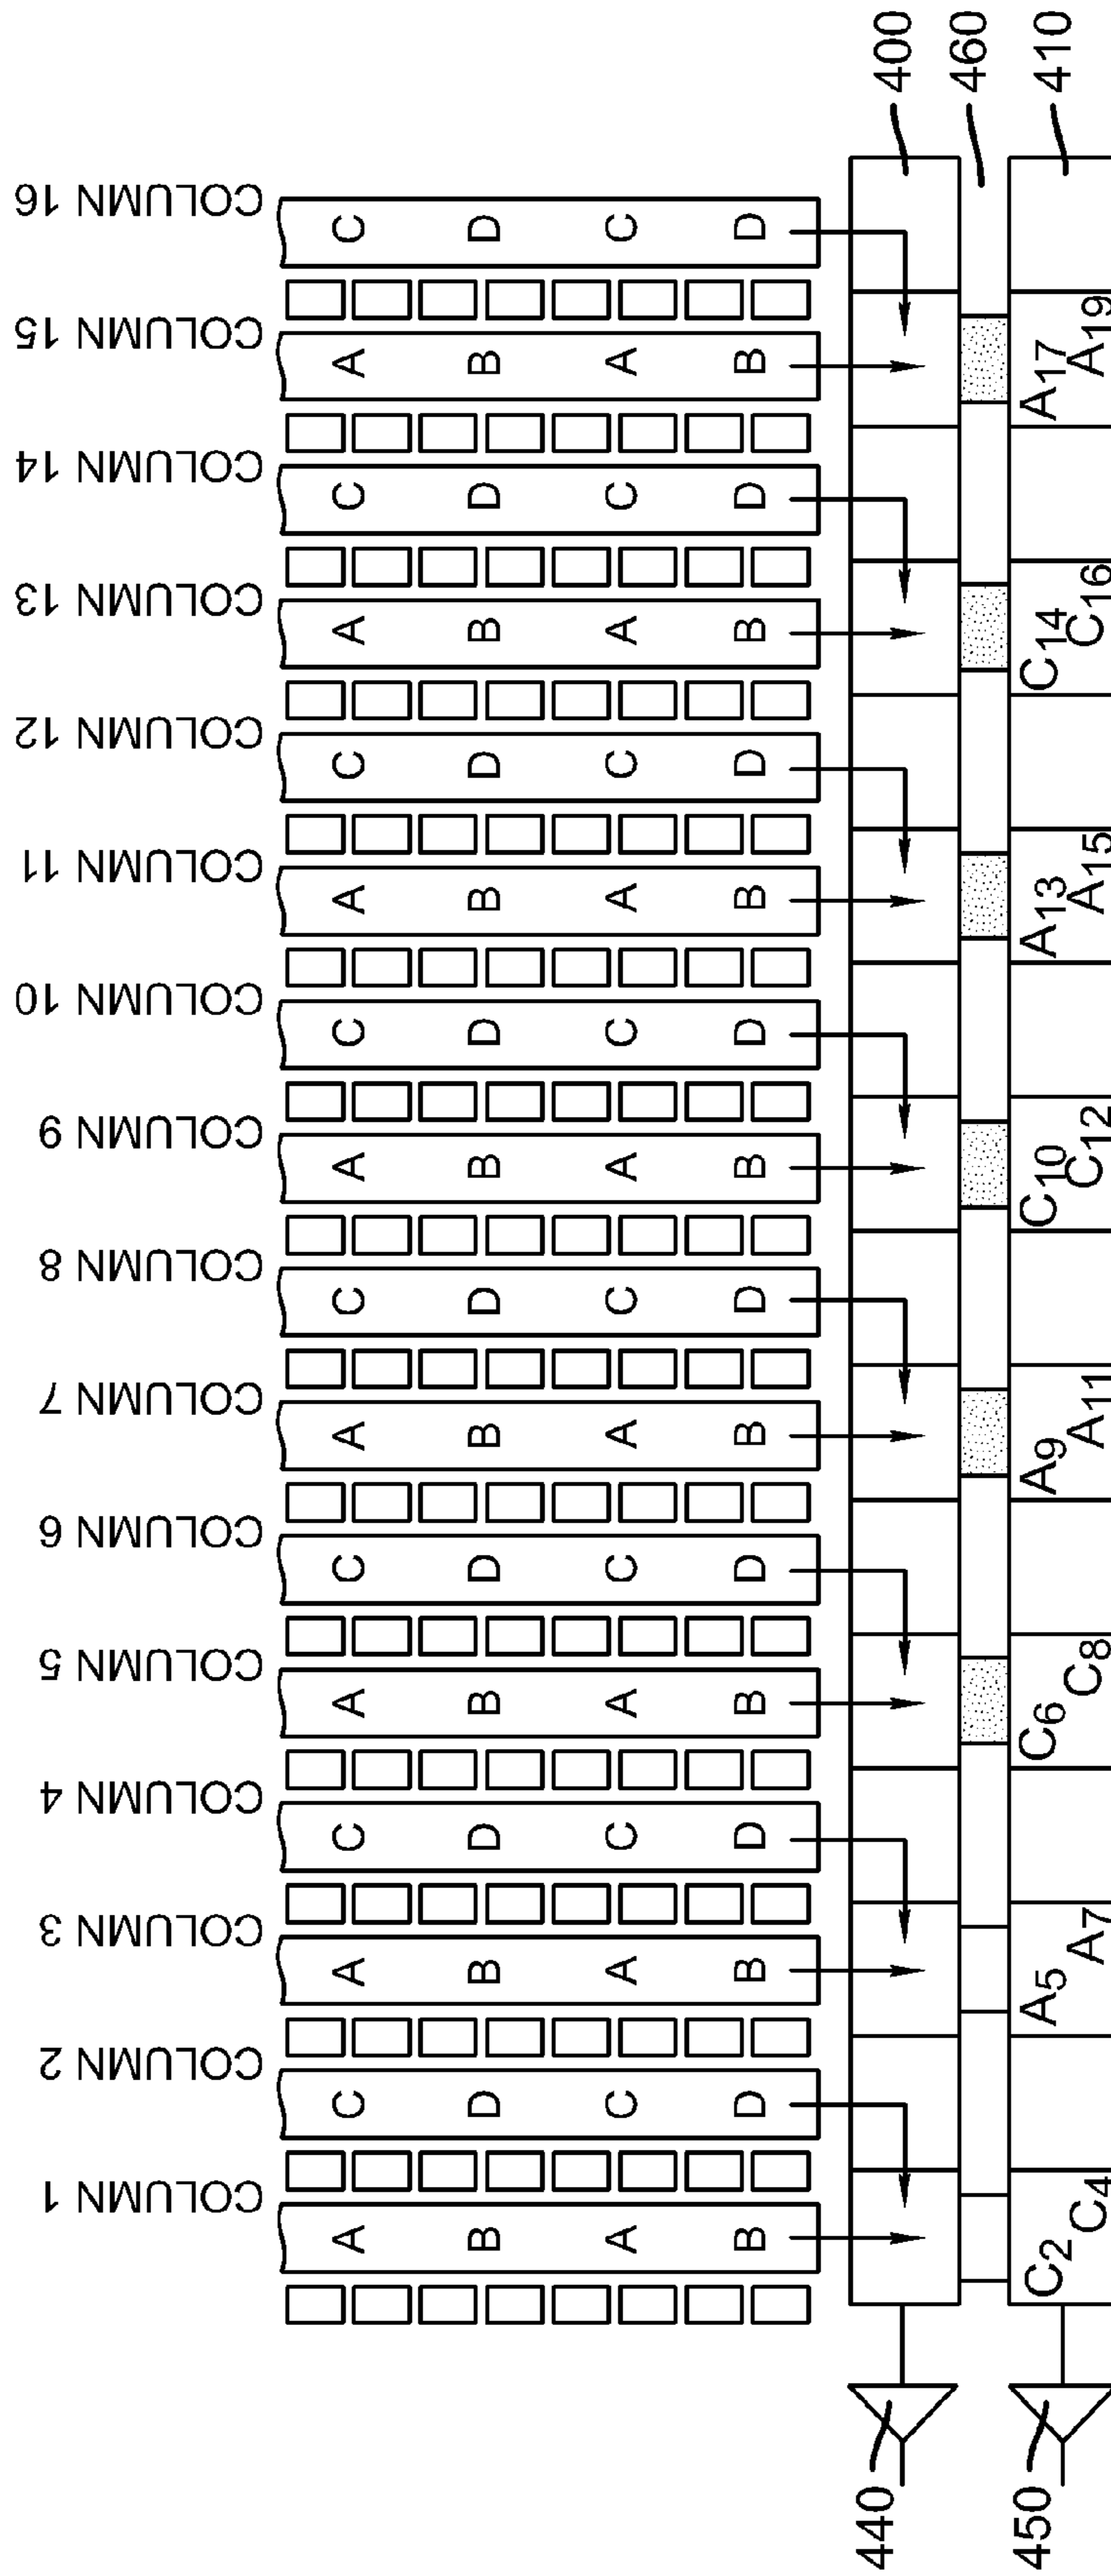 COLUMN 1
COLUMN 2
COLUMN 3
COLUMN 4
COLUMN 5
COLUMN 6
COLUMN 7
COLUMN 8
COLUMN 9
COLUMN 10
COLUMN 11
COLUMN 12
COLUMN 13
COLUMN 14
COLUMN 15
COLUMN 16
A C A C A C A C A C A C A C A C
B D B D B D B D B D B D B D B D
A C A C A C A C A C A C A C A C
B D B D B D B D B D B D B D B D
440
400
460
450
410
C2 A5 C6 A9 C10 A13 C14 A17
C4 A7 C8 A11 C12 A15 C16 A19